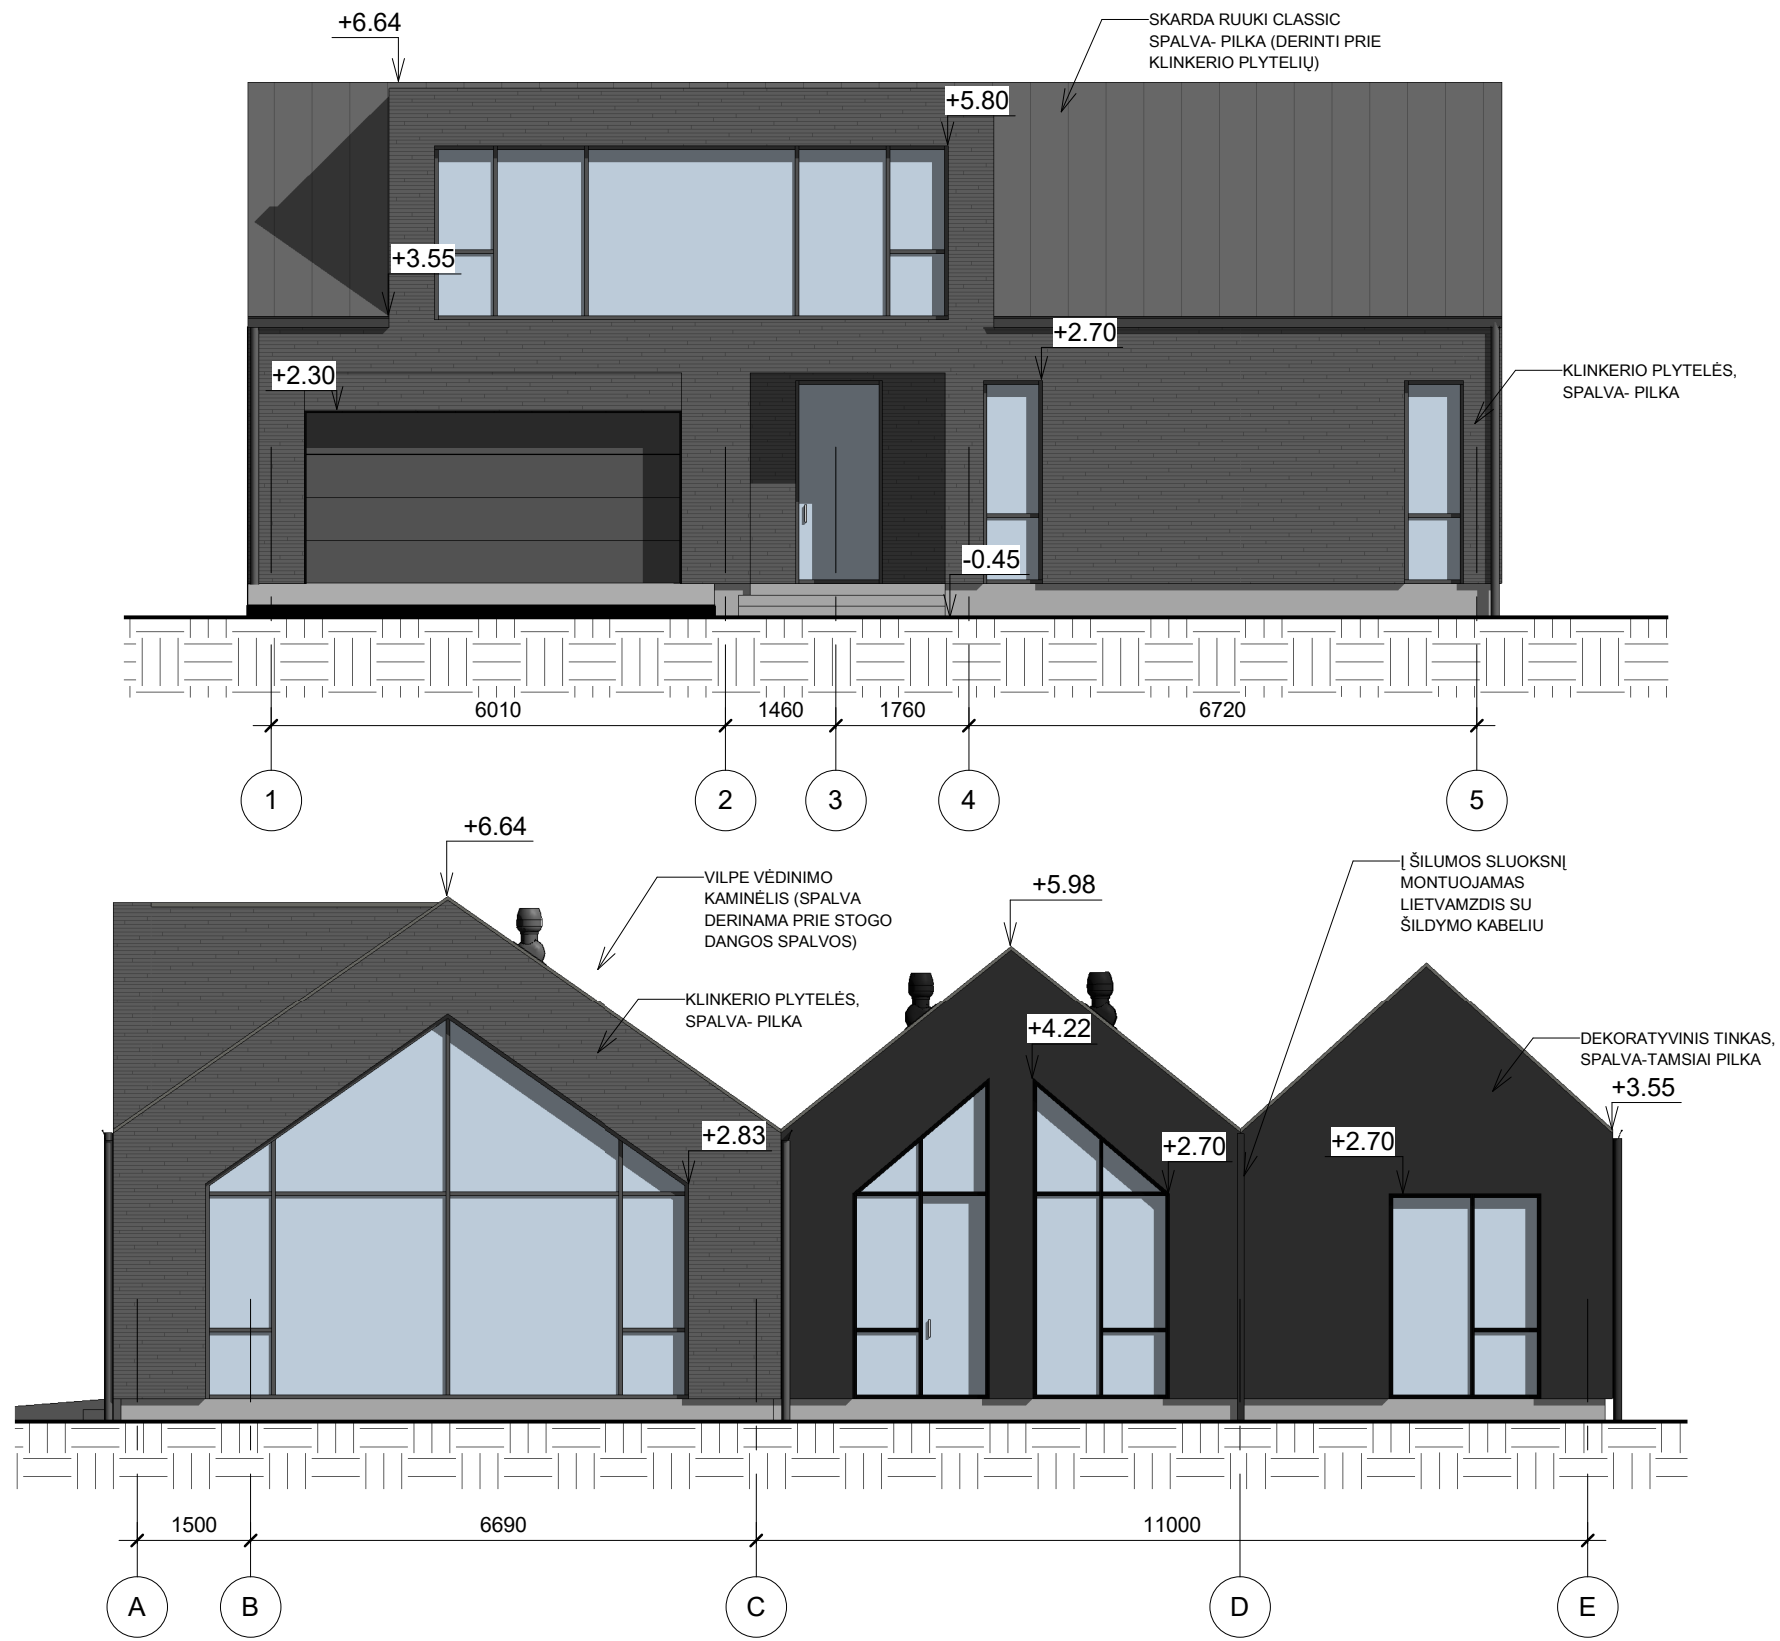 +6.64
SKARDA RUUKI CLASSIC
SPALVA- PILKA (DERINTI PRIE
KLINKERIO PLYTELIŲ)
+5.80
+3.55
+2.70
+2.30
KLINKERIO PLYTELĖS,
SPALVA- PILKA
-0.45
6010
1460
1760
6720
1
2
3
4
5
+6.64
VILPE VĖDINIMO
KAMINĖLIS (SPALVA
DERINAMA PRIE STOGO
DANGOS SPALVOS)
+5.98
Į ŠILUMOS SLUOKSNĮ
MONTUOJAMAS
LIETVAMZDIS SU
ŠILDYMO KABELIU
KLINKERIO PLYTELĖS,
SPALVA- PILKA
+4.22
DEKORATYVINIS TINKAS,
SPALVA-TAMSIAI PILKA
+3.55
+2.83
+2.70
+2.70
1500
6690
11000
A
B
C
D
E